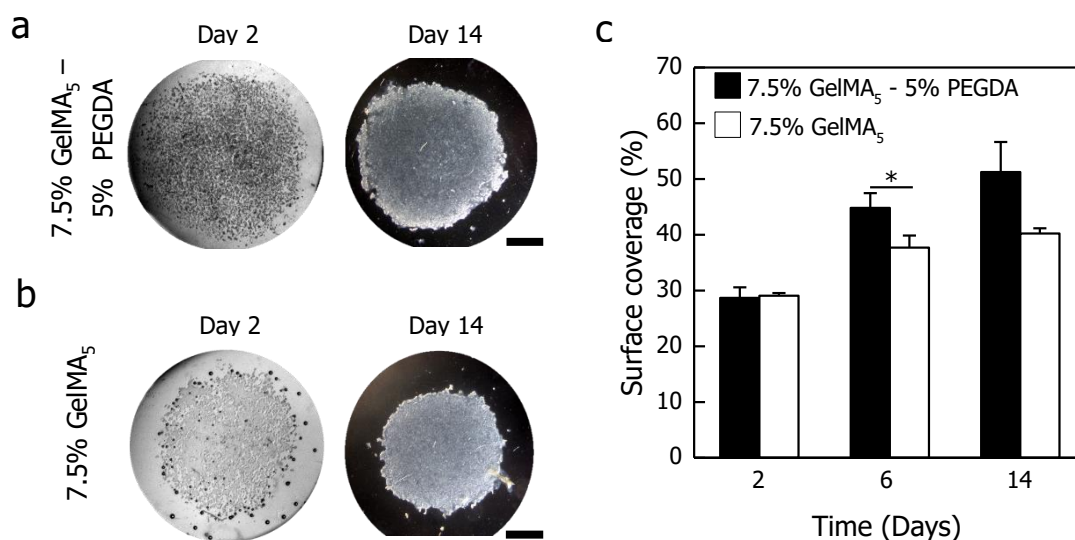 a
Day 2
Day 14
7.5% GelMA₅ –
5% PEGDA
b
Day 2
Day 14
7.5% GelMA₅
c
70
60
50
40
30
20
10
0
Surface coverage (%)
7.5% GelMA₅ - 5% PEGDA
7.5% GelMA₅
*
2
6
14
Time (Days)